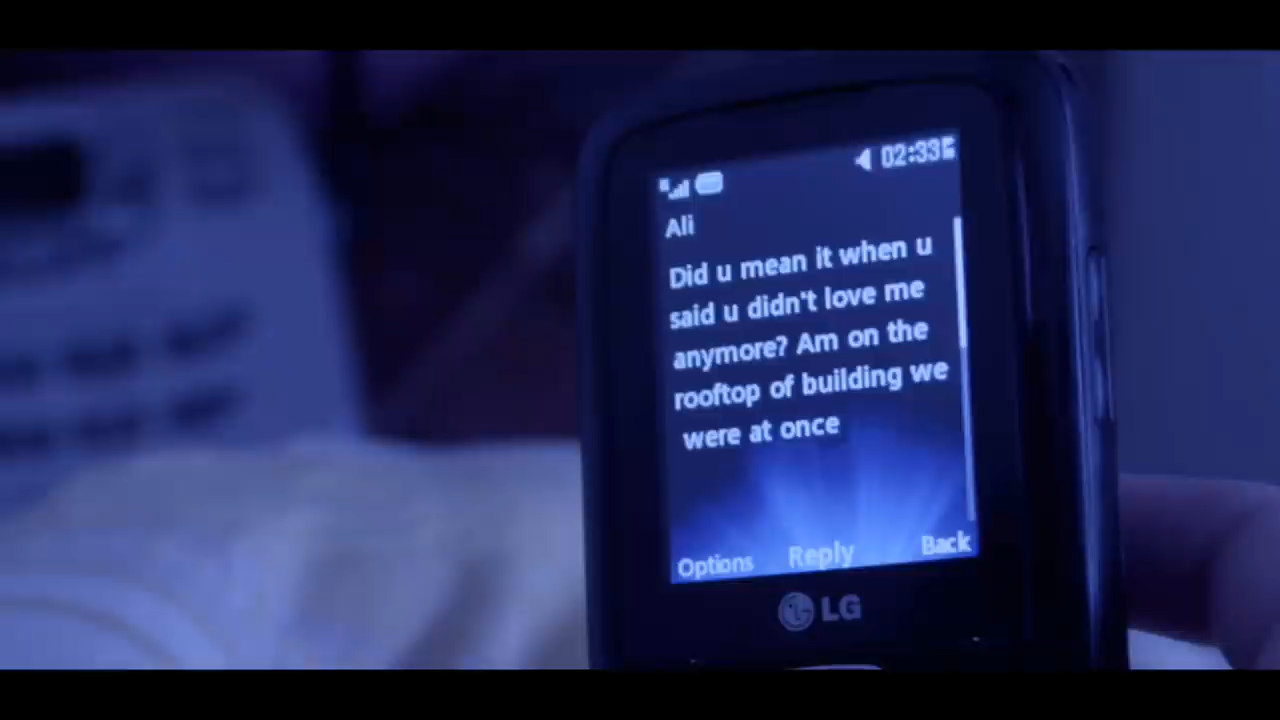 02:33
Ali
Did u mean it when u
said u didn't love me
anymore? Am on the
rooftop of building we
were at once
Options Reply Back
LG